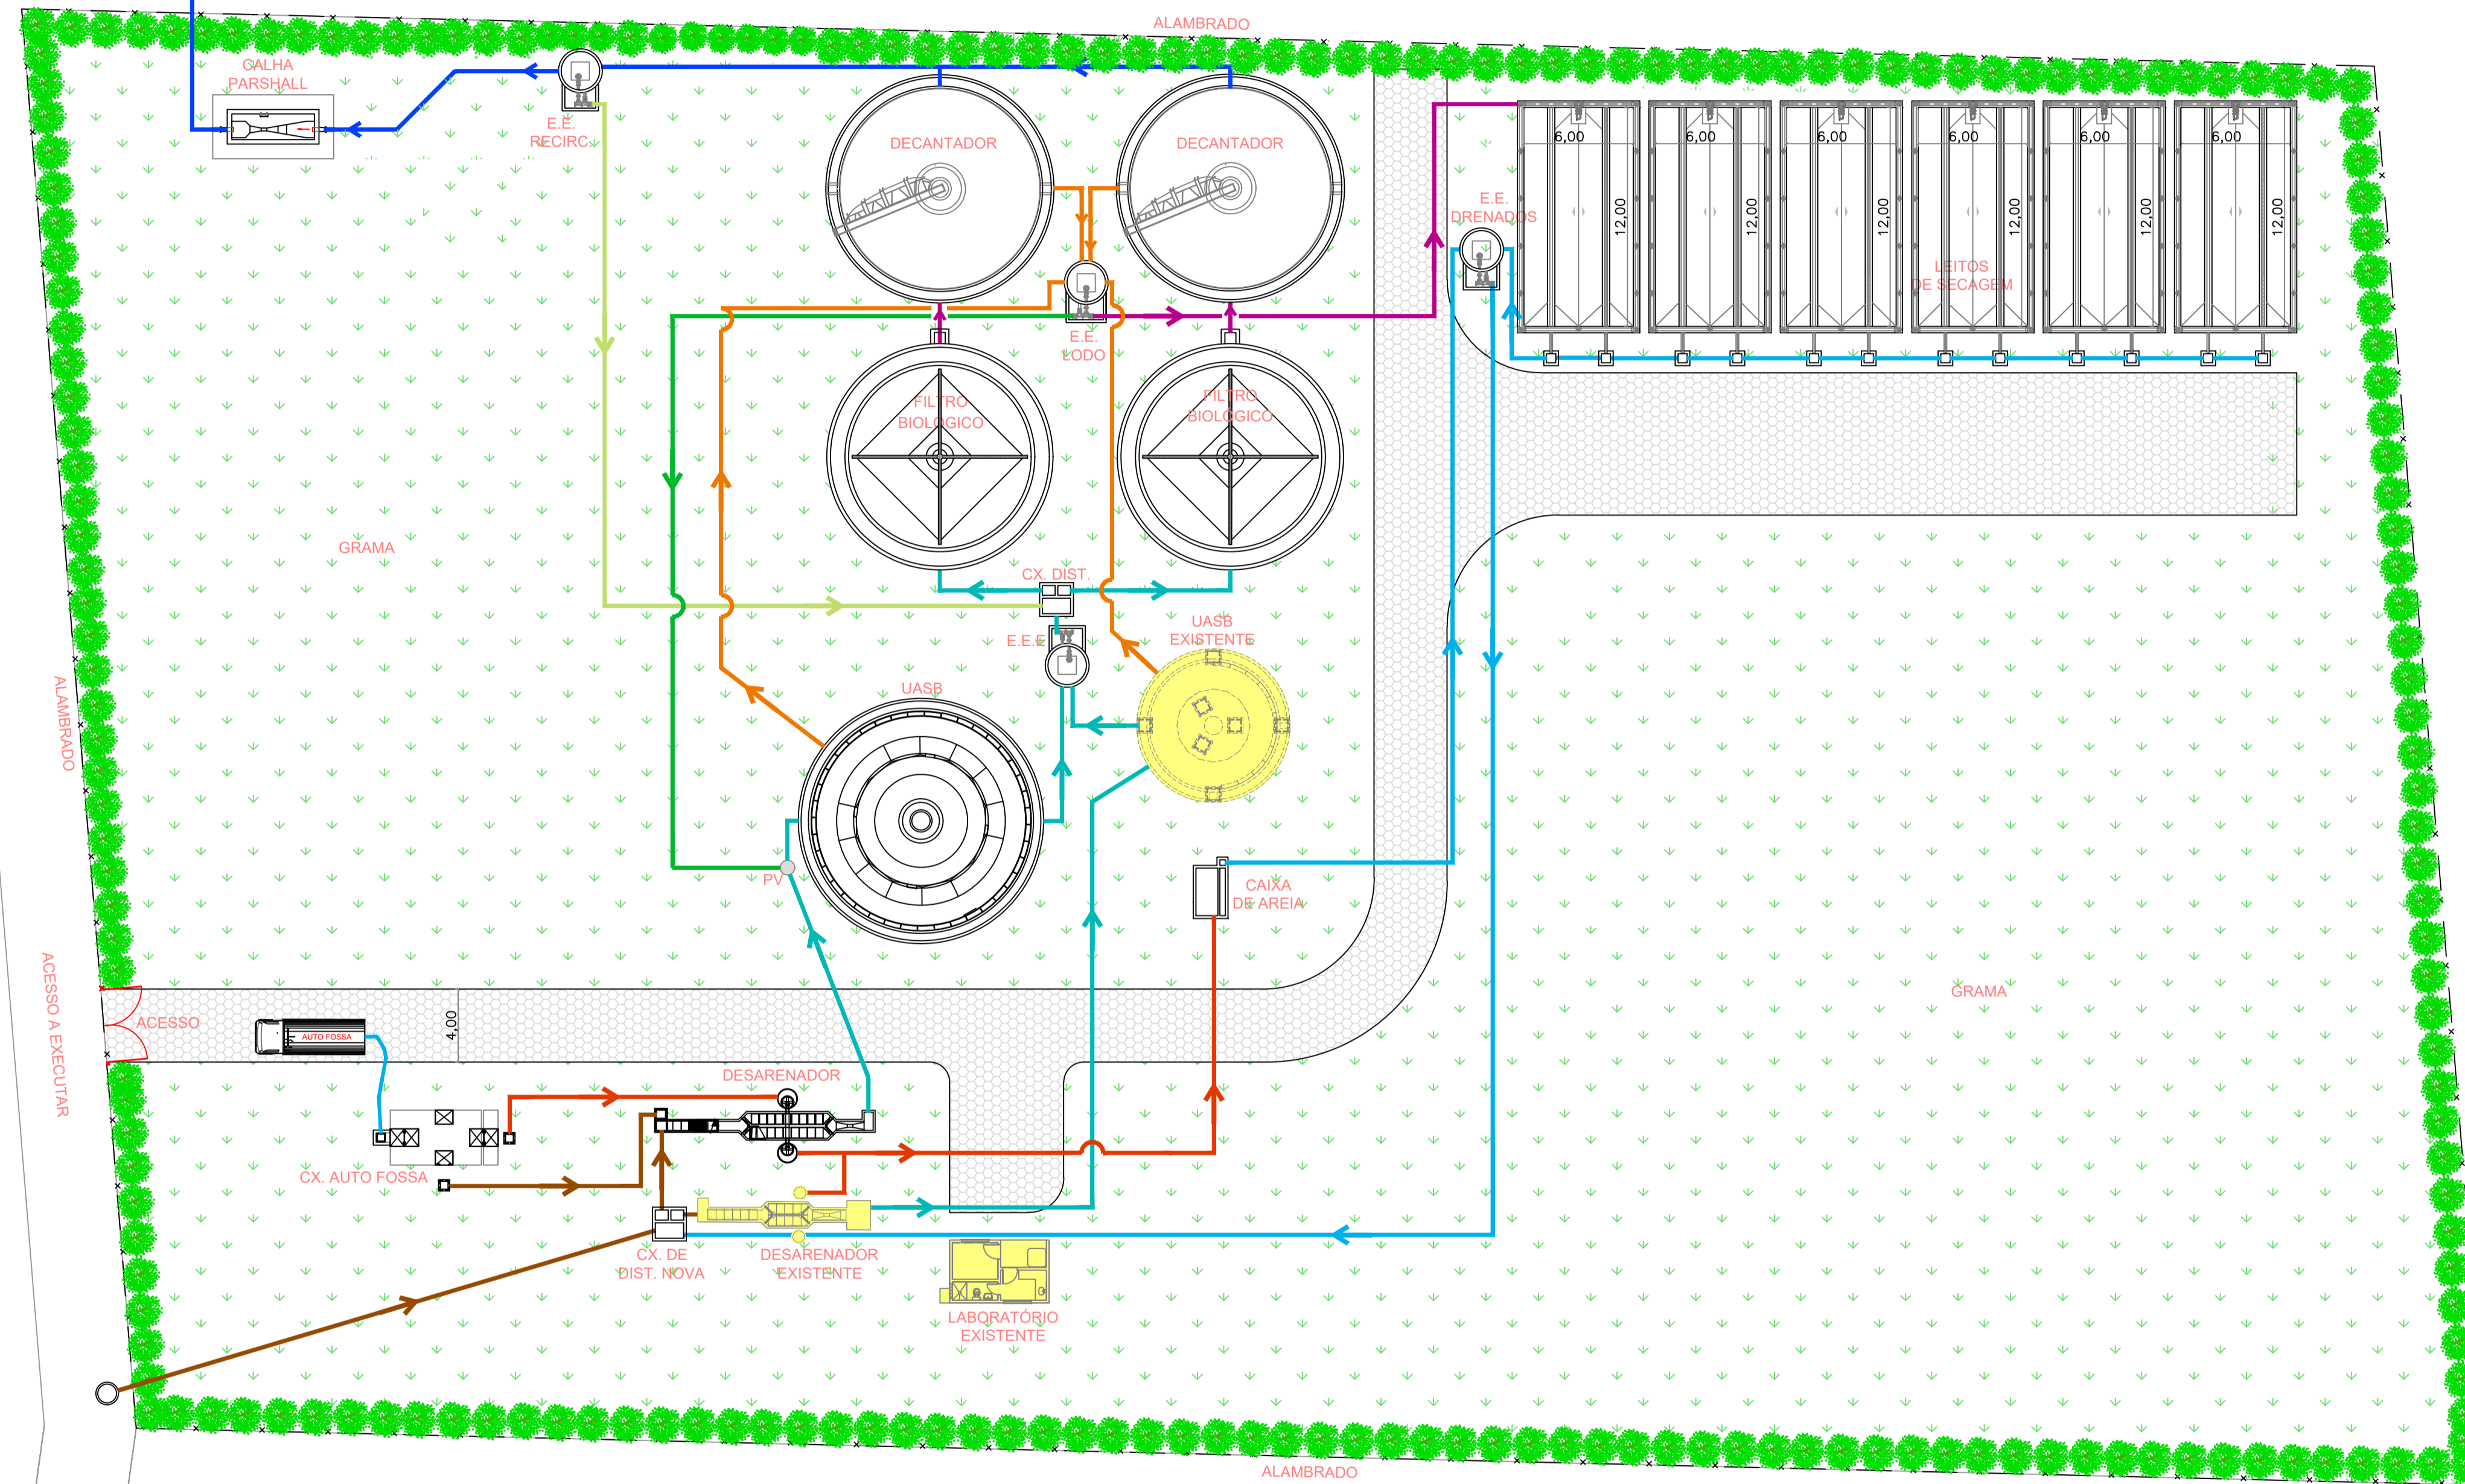 ALAMBRADO
CALHA
PARSHALL
E.E.
RECIRC.
DECANTADOR
DECANTADOR
6,00
6,00
6,00
6,00
6,00
6,00
12,00
12,00
12,00
12,00
12,00
12,00
E.E.
DRENADOS
LEITOS
DE SECAGEM
E.E.
LODO
FILTRO
BIOLÓGICO
FILTRO
BIOLÓGICO
GRAMA
CX. DIST.
E.E.E
UASB
EXISTENTE
UASB
ALAMBRADO
PV
CAIXA
DE AREIA
ACESSO A EXECUTAR
ACESSO
AUTO FOSSA
4,00
GRAMA
DESARENADOR
CX. AUTO FOSSA
CX. DE
DIST. NOVA
DESARENADOR
EXISTENTE
LABORATÓRIO
EXISTENTE
ALAMBRADO